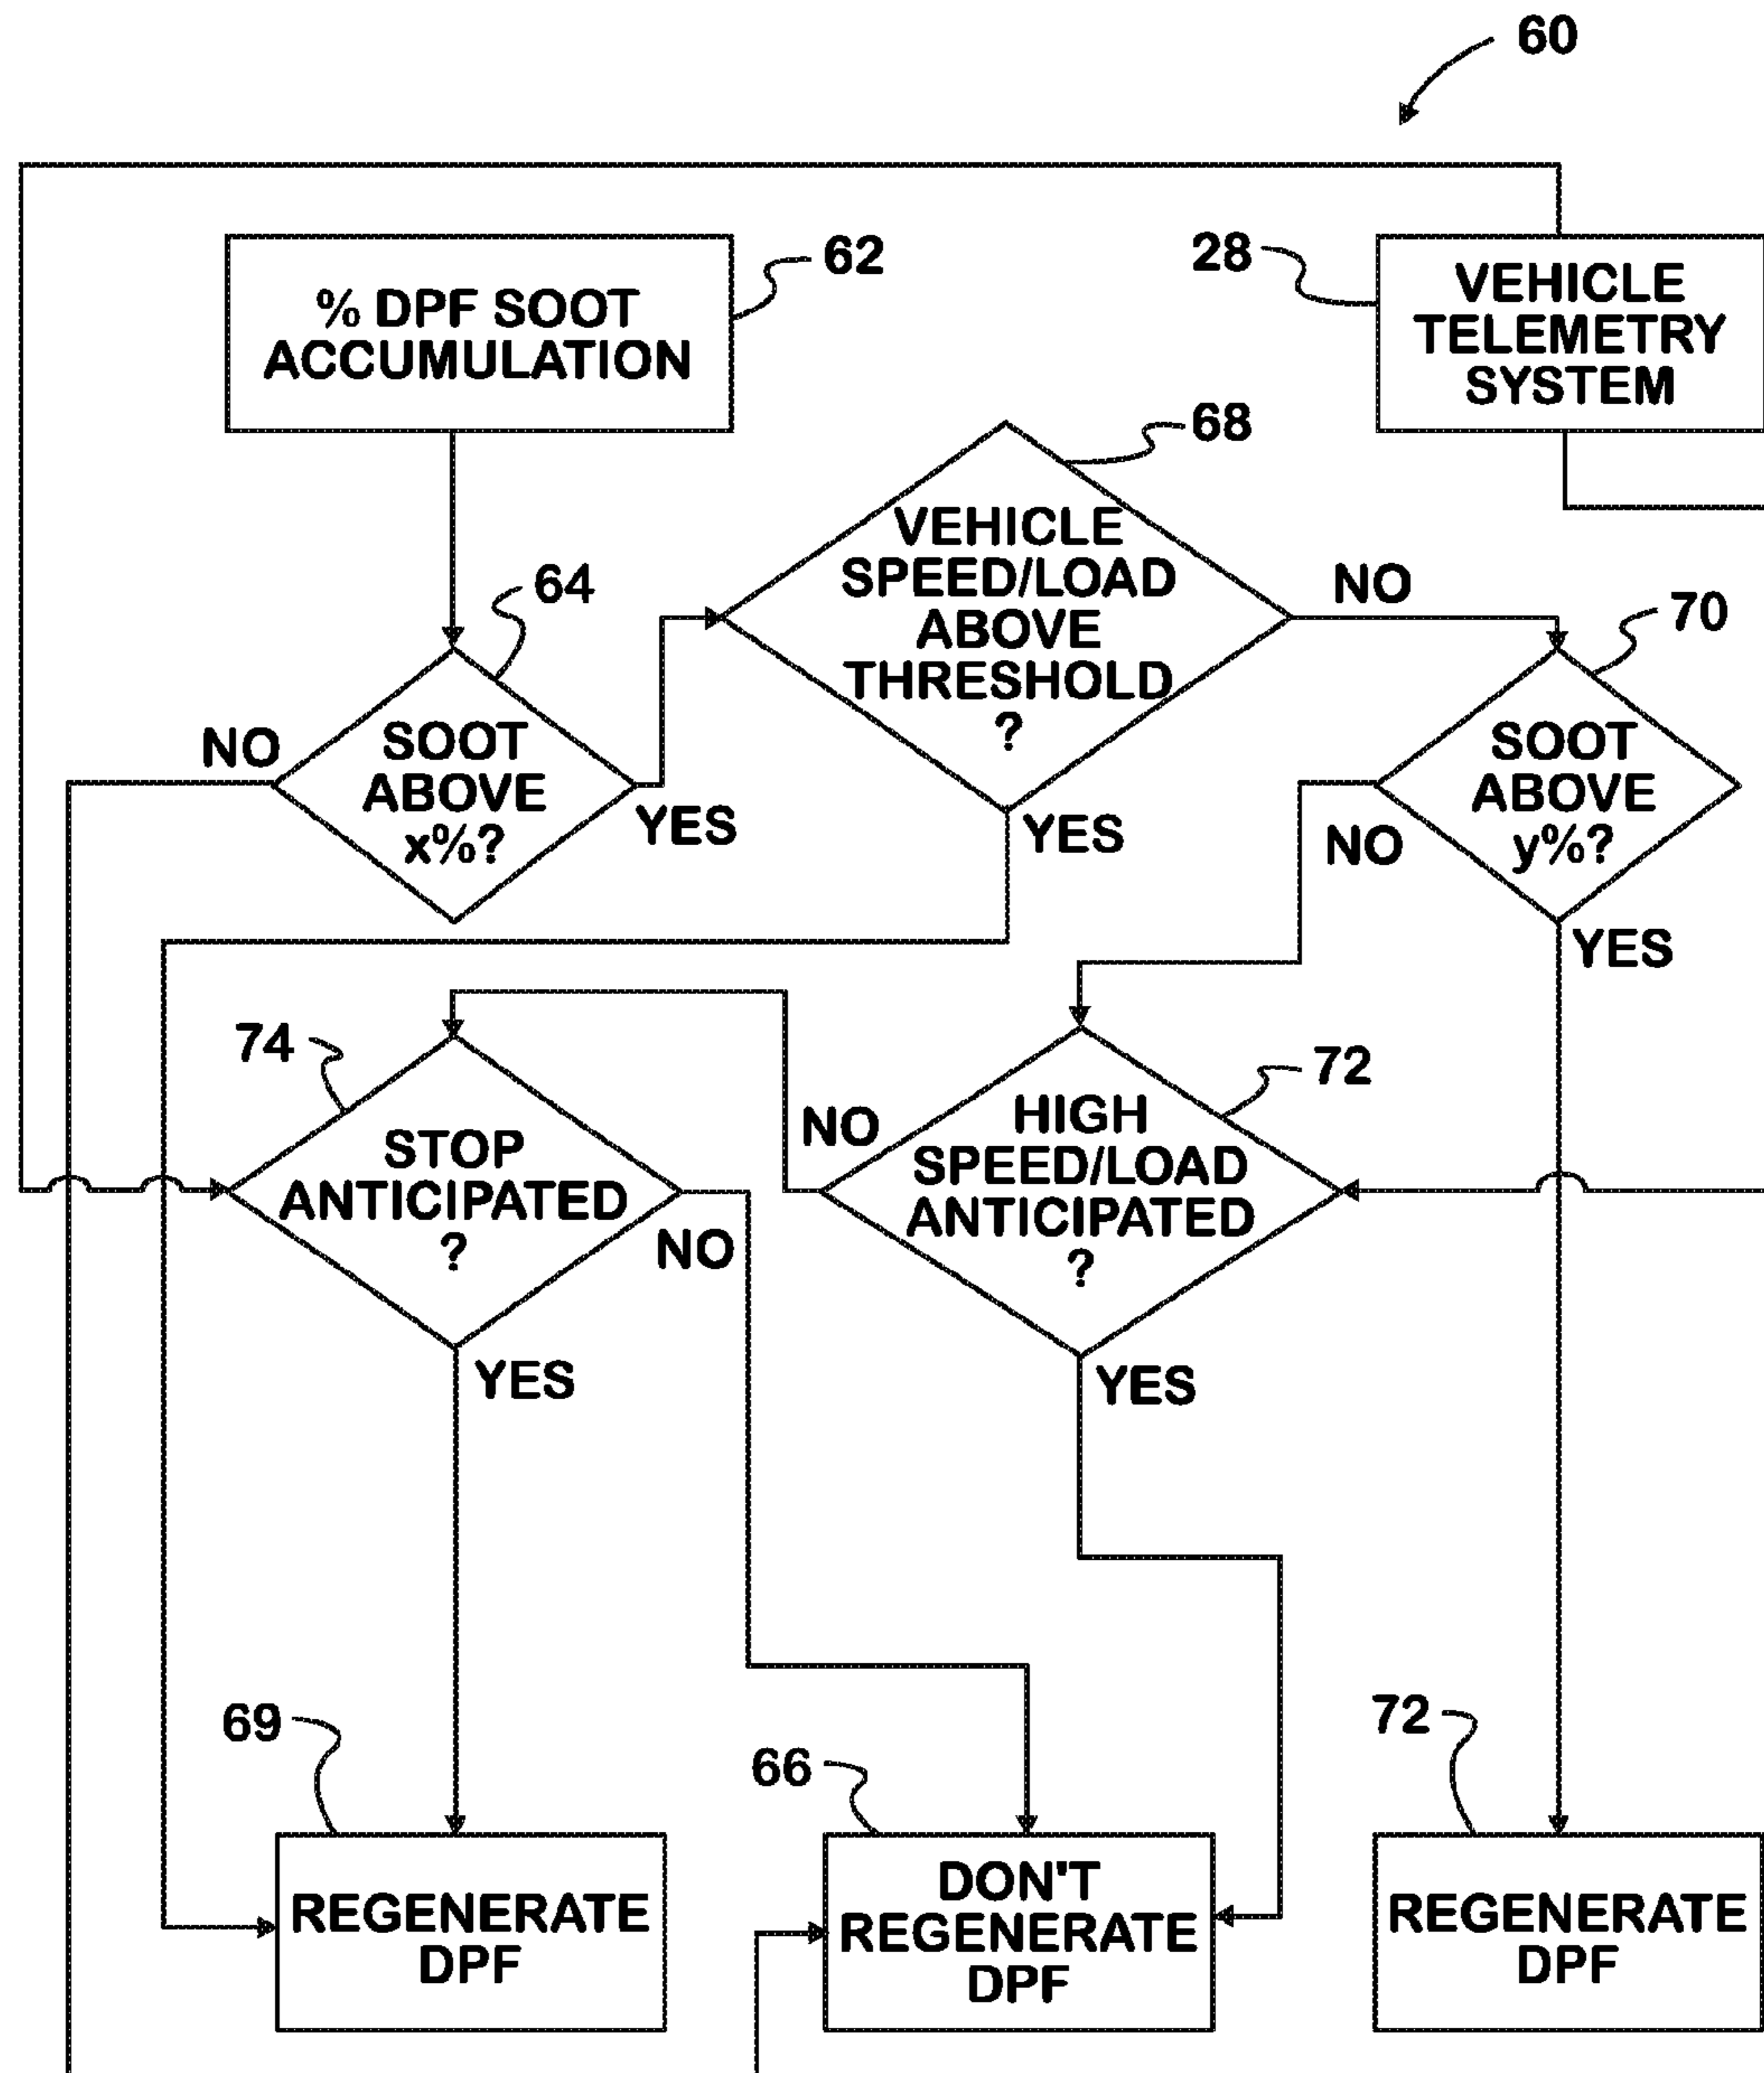 60
62
28
% DPF SOOT
ACCUMULATION
VEHICLE
TELEMETRY
SYSTEM
68
VEHICLE
SPEED/LOAD
ABOVE
THRESHOLD
?
64
NO
70
NO
SOOT
ABOVE
x%?
YES
YES
NO
SOOT
ABOVE
y%?
YES
74
72
STOP
ANTICIPATED
?
NO
NO
HIGH
SPEED/LOAD
ANTICIPATED
?
YES
YES
69
66
72
REGENERATE
DPF
DON'T
REGENERATE
DPF
REGENERATE
DPF